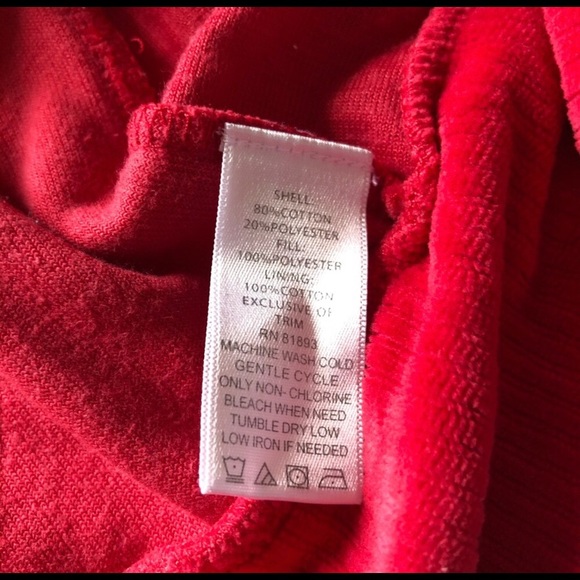 SHELL:
80%COTTON
20%POLYESTER
FILL:
100%POLYESTER
LINING:
100%COTTON
EXCLUSIVE OF
TRIM
RN 81893
MACHINE WASH COLD
GENTLE CYCLE
ONLY NON- CHLORINE
BLEACH WHEN NEED
TUMBLE DRY LOW
LOW IRON IF NEEDED